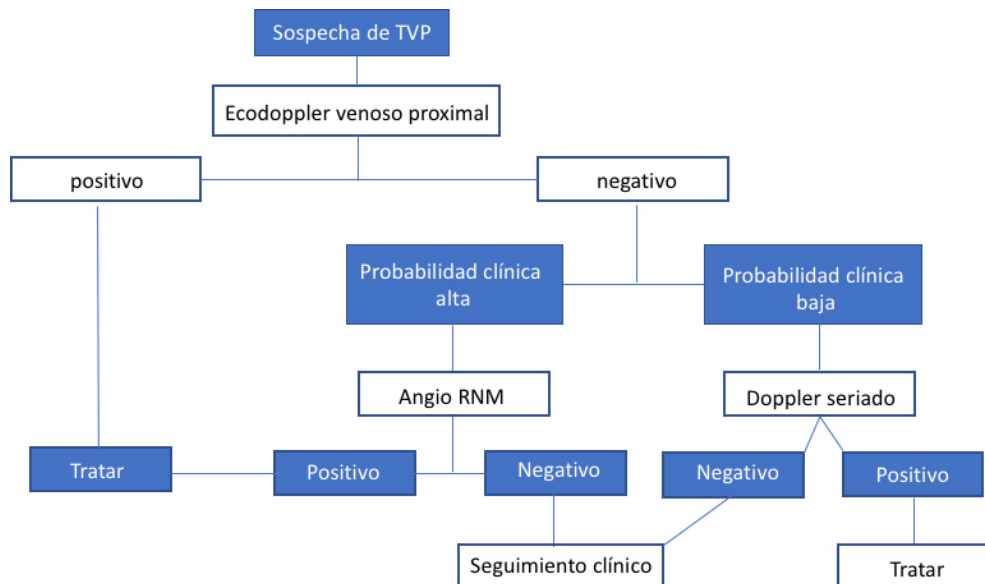 Sospecha de TVP
Ecodoppler venoso proximal
positivo
negativo
Probabilidad clínica
alta
Probabilidad clínica
baja
Angio RNM
Doppler seriado
Tratar
Positivo
Negativo
Negativo
Positivo
Seguimiento clínico
Tratar